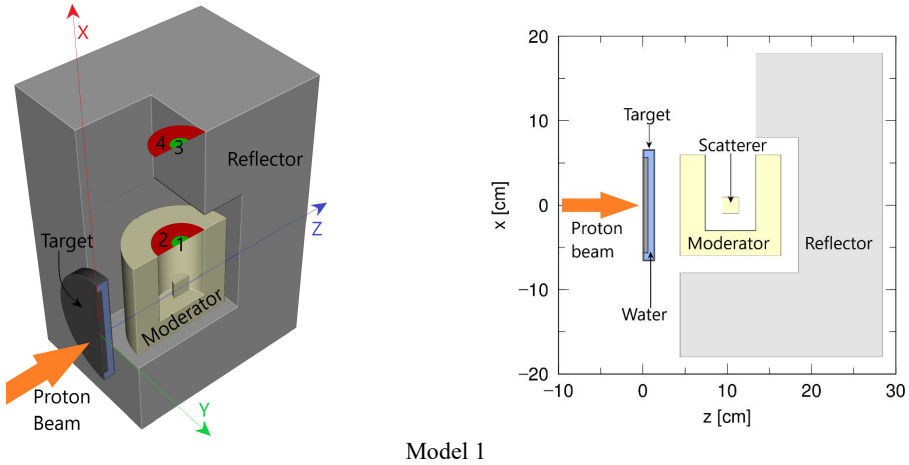 X
4
3
Reflector
Z
2
1
Target
Moderator
Proton
Beam
Y
20
10
0
−10
−20
x [cm]
Target
Scatterer
Proton
beam
Moderator
Reflector
Water
−10
0
10
20
30
z [cm]
Model 1